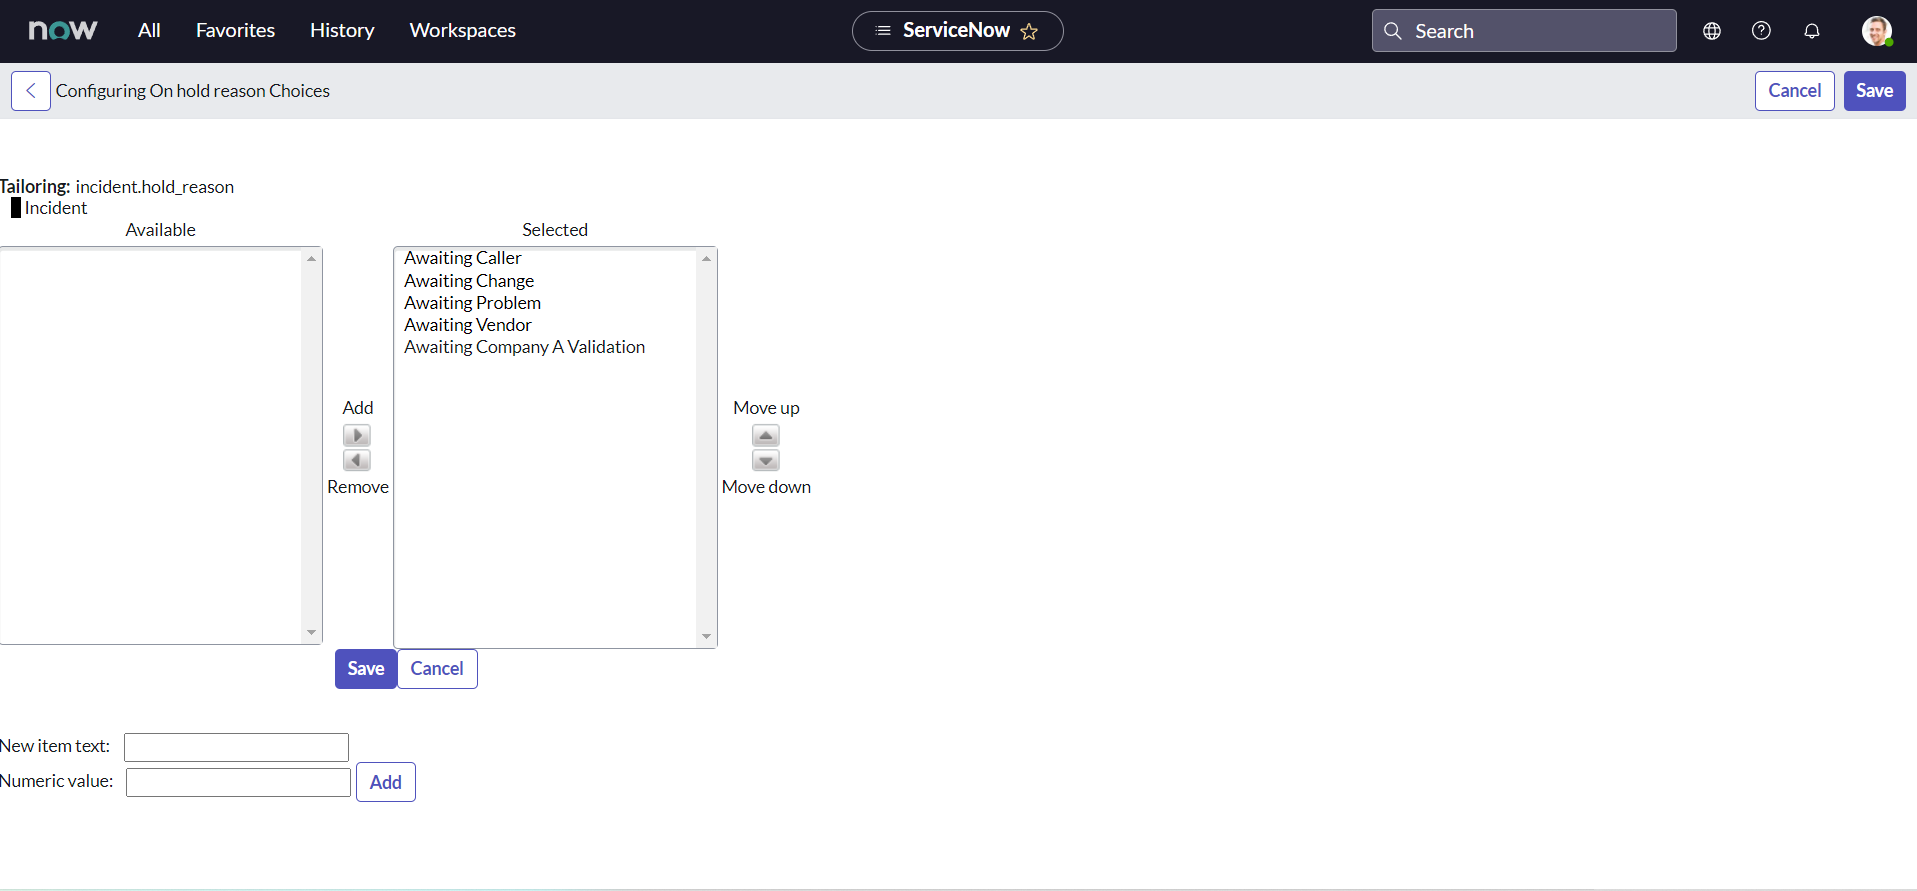 now All Favorites History Workspaces ServiceNow Search
Configuring On hold reason Choices Cancel Save
Tailoring: incident.hold_reason
Incident
Available Selected
Awaiting Caller
Awaiting Change
Awaiting Problem
Awaiting Vendor
Awaiting Company A Validation
Add Move up
Remove Move down
Save Cancel
New item text:
Numeric value: Add